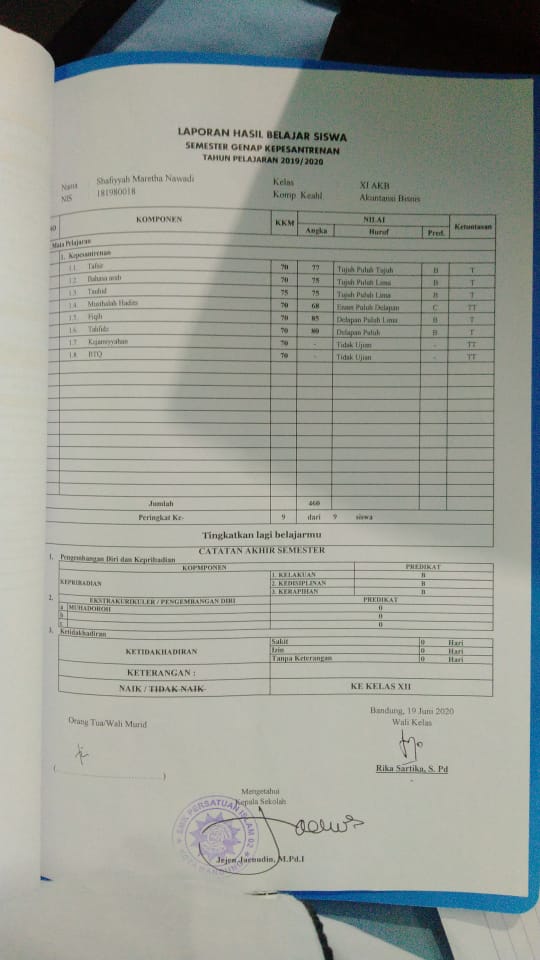 LAPORAN HASIL BELAJAR SISWA
SEMESTER GENAP KEPESANTRENAN
TAHUN PELAJARAN 2019/2020
Nama Shafiyyah Maretha Nawadi Kelas XI AKB
NIS 181980018 Komp Keahl Akuntansi Bisnis
NO KOMPONEN KKM NILAI Ketuntasan
Angka Huruf Pred.
Mata Pelajaran
1. Kepesantrenan
1.1. Tafsir 70 77 Tujuh Puluh Tujuh B T
1.2. Bahasa arab 70 75 Tujuh Puluh Lima B T
1.3. Tauhid 75 75 Tujuh Puluh Lima B T
1.4. Musthalah Hadits 70 68 Enam Puluh Delapan C TT
1.5. Fiqih 70 85 Delapan Puluh Lima B T
1.6. Tahfidz 70 80 Delapan Puluh B T
1.7. Kejamiyyahan 70 - Tidak Ujian - TT
1.8. BTQ 70 - Tidak Ujian - TT
Jumlah 460
Peringkat Ke- 9 dari 9 siswa
Tingkatkan lagi belajarmu
CATATAN AKHIR SEMESTER
1. Pengembangan Diri dan Kepribadian
KOPMPONEN PREDIKAT
KEPRIBADIAN 1. KELAKUAN B
2. KEDISIPLINAN B
3. KERAPIHAN B
2. EKSTRAKURIKULER / PENGEMBANGAN DIRI PREDIKAT
a. MUHADOROH 0
b. 0
c. 0
3. Ketidakhadiran
KETIDAKHADIRAN Sakit 0 Hari
Izin 0 Hari
Tanpa Keterangan 0 Hari
KETERANGAN :
NAIK / TIDAK NAIK KE KELAS XII
Bandung, 19 Juni 2020
Orang Tua/Wali Murid Wali Kelas
(..............................)
Rika Sartika, S. Pd
Mengetahui
Kepala Sekolah
SMK PERSATUAN ISLAM 02
KOTA BANDUNG
Jejen Jaenudin, M.Pd.I